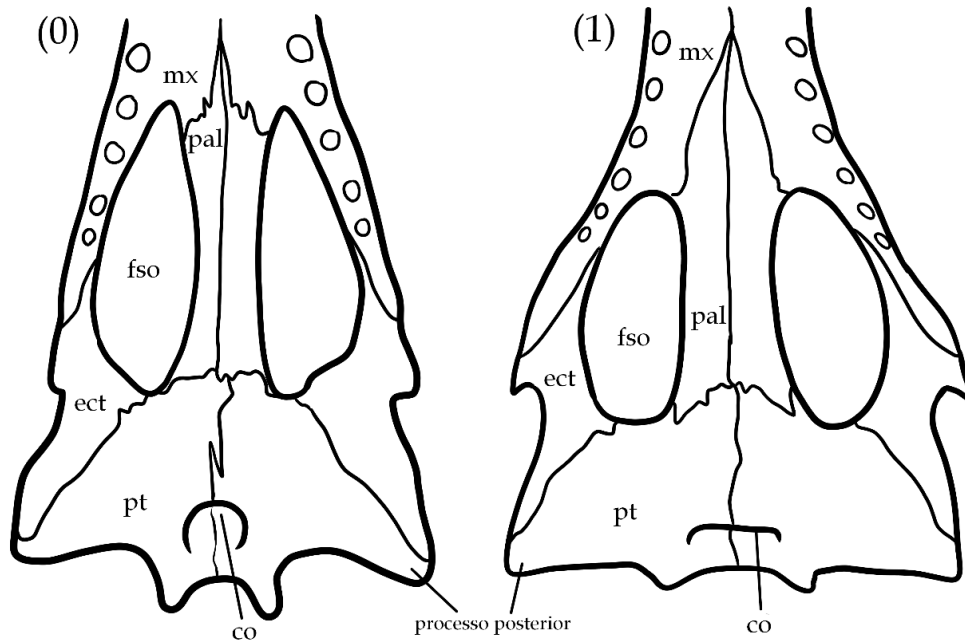 (0)
(1)
mx
mx
pal
fso
fso
pal
ect
ect
pt
pt
co
processo posterior
co